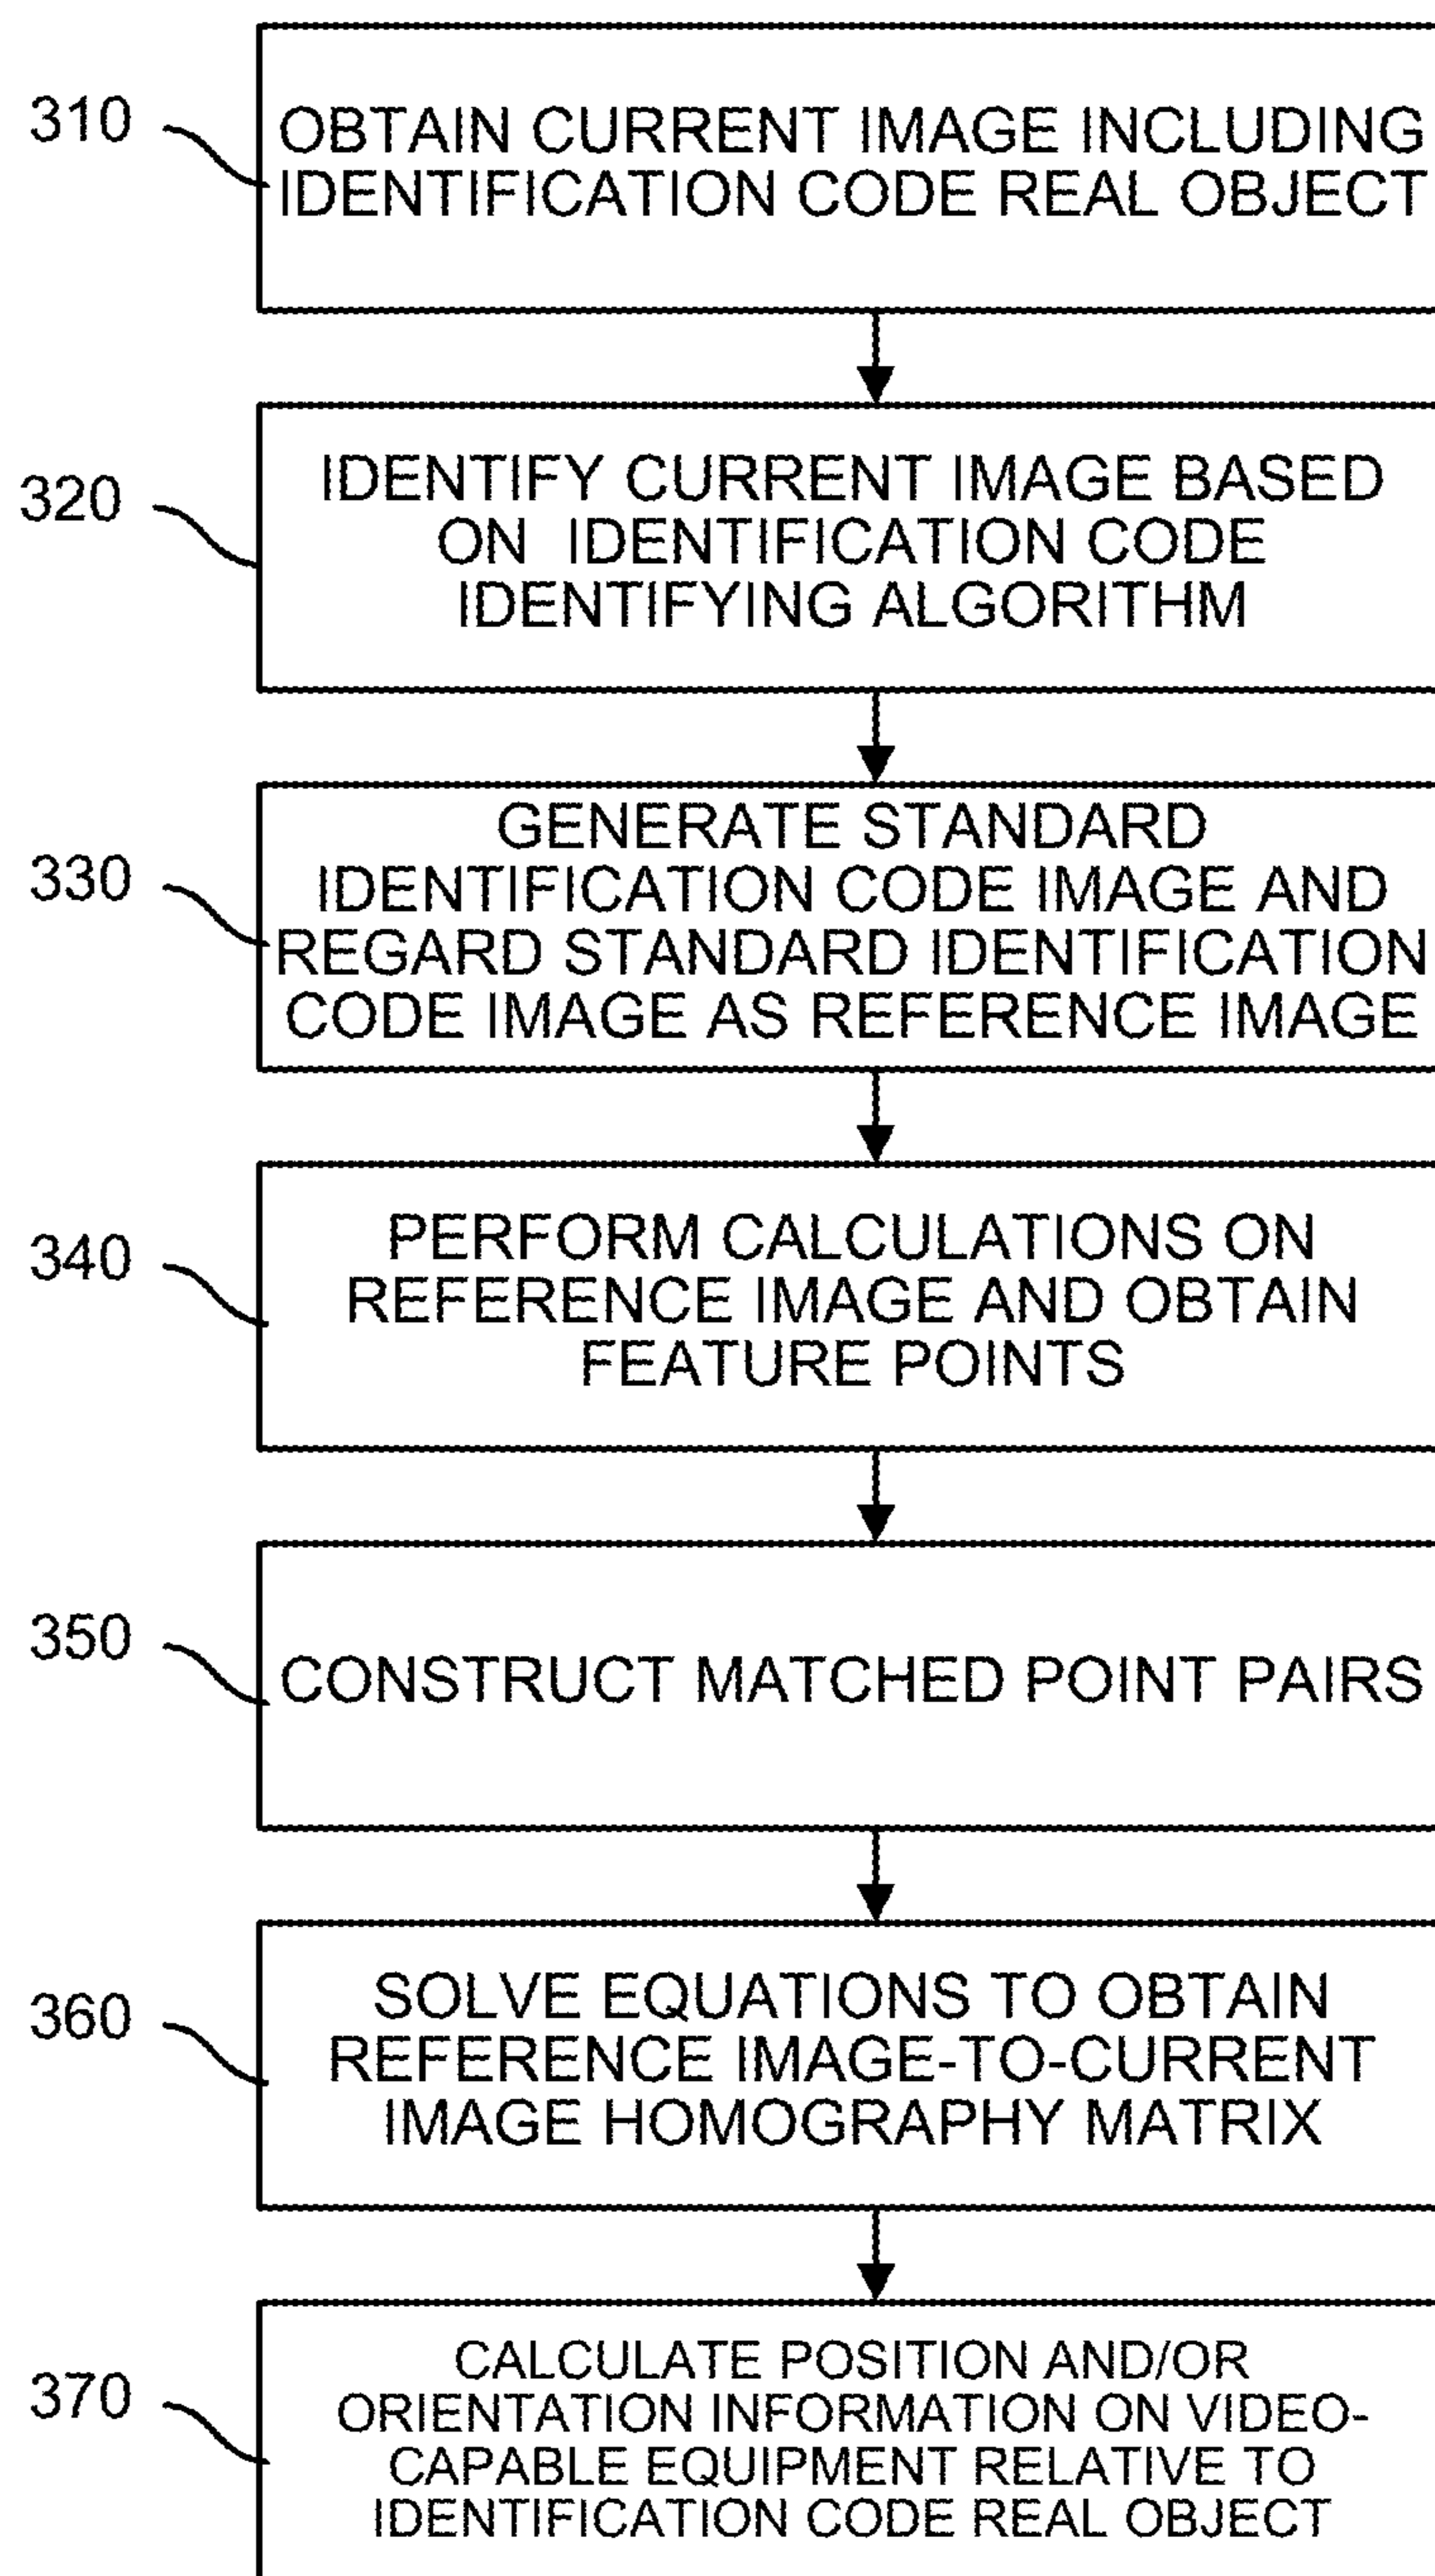 310
OBTAIN CURRENT IMAGE INCLUDING
IDENTIFICATION CODE REAL OBJECT
320
IDENTIFY CURRENT IMAGE BASED
ON IDENTIFICATION CODE
IDENTIFYING ALGORITHM
330
GENERATE STANDARD
IDENTIFICATION CODE IMAGE AND
REGARD STANDARD IDENTIFICATION
CODE IMAGE AS REFERENCE IMAGE
340
PERFORM CALCULATIONS ON
REFERENCE IMAGE AND OBTAIN
FEATURE POINTS
350
CONSTRUCT MATCHED POINT PAIRS
360
SOLVE EQUATIONS TO OBTAIN
REFERENCE IMAGE-TO-CURRENT
IMAGE HOMOGRAPHY MATRIX
370
CALCULATE POSITION AND/OR
ORIENTATION INFORMATION ON VIDEO-
CAPABLE EQUIPMENT RELATIVE TO
IDENTIFICATION CODE REAL OBJECT